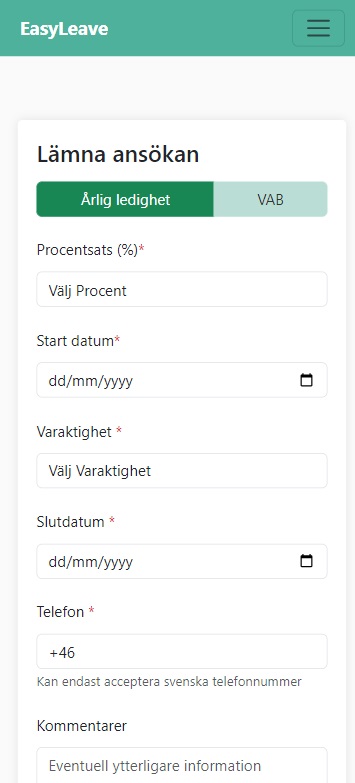 EasyLeave
Lämna ansökan
Årlig ledighet
VAB
Procentsats (%)*
Välj Procent
Start datum*
dd/mm/yyyy
Varaktighet *
Välj Varaktighet
Slutdatum *
dd/mm/yyyy
Telefon *
+46
Kan endast acceptera svenska telefonnummer
Kommentarer
Eventuell ytterligare information